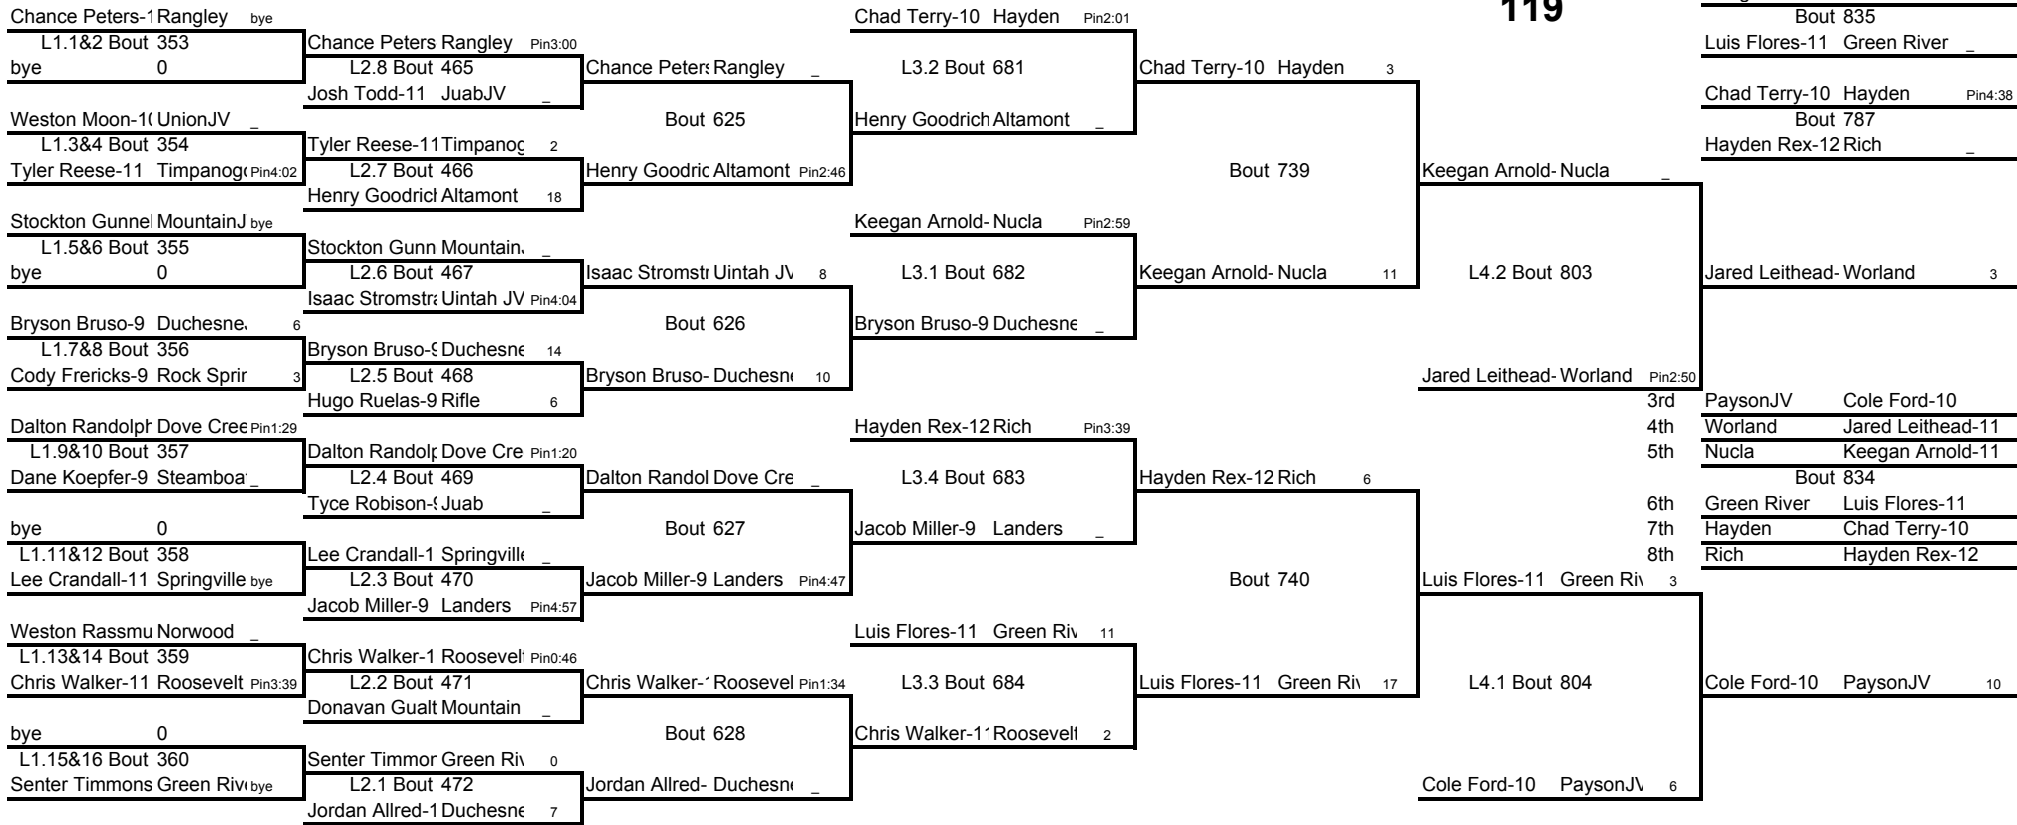 119
Chance Peters-1 Rangley bye
L1.1&2 Bout 353
bye 0
Weston Moon-1( UnionJV _
L1.3&4 Bout 354
Tyler Reese-11 Timpanog( Pin4:02
Stockton Gunnel MountainJ bye
L1.5&6 Bout 355
bye 0
Bryson Bruso-9 Duchesne. 6
L1.7&8 Bout 356
Cody Frericks-9 Rock Sprir 3
Dalton Randolph Dove Cree Pin1:29
L1.9&10 Bout 357
Dane Koepfer-9 Steamboa _
bye 0
L1.11&12 Bout 358
Lee Crandall-11 Springville bye
Weston Rassmu Norwood _
L1.13&14 Bout 359
Chris Walker-11 Roosevelt Pin3:39
bye 0
L1.15&16 Bout 360
Senter Timmons Green Riv bye
Chance Peters Rangley Pin3:00
L2.8 Bout 465
Josh Todd-11 JuabJV _
Tyler Reese-11 Timpanog 2
L2.7 Bout 466
Henry Goodrich Altamont 18
Stockton Gunn Mountain. _
L2.6 Bout 467
Isaac Stromstr Uintah JV Pin4:04
Bryson Bruso-9 Duchesne 14
L2.5 Bout 468
Hugo Ruelas-9 Rifle 6
Dalton Randolp Dove Cre Pin1:20
L2.4 Bout 469
Tyce Robison-9 Juab _
Lee Crandall-1 Springville _
L2.3 Bout 470
Jacob Miller-9 Landers Pin4:57
Chris Walker-1 Roosevel Pin0:46
L2.2 Bout 471
Donavan Gualt Mountain _
Senter Timmor Green Riv 0
L2.1 Bout 472
Jordan Allred-1 Duchesne 7
Chance Peters Rangley _
Bout 625
Henry Goodric Altamont Pin2:46
Isaac Stromstr Uintah JV 8
Bout 626
Bryson Bruso- Duchesn 10
Dalton Randol Dove Cre _
Bout 627
Jacob Miller-9 Landers Pin4:47
Chris Walker-1 Roosevel Pin1:34
Bout 628
Jordan Allred- Duchesn _
Chad Terry-10 Hayden Pin2:01
L3.2 Bout 681
Henry Goodrich Altamont _
Keegan Arnold- Nucla Pin2:59
L3.1 Bout 682
Bryson Bruso-9 Duchesne _
Hayden Rex-12 Rich Pin3:39
L3.4 Bout 683
Jacob Miller-9 Landers _
Luis Flores-11 Green Riv 11
L3.3 Bout 684
Chris Walker-11 Roosevelt 2
Chad Terry-10 Hayden 3
Bout 739
Keegan Arnold- Nucla 11
Hayden Rex-12 Rich 6
Bout 740
Luis Flores-11 Green Riv 17
Keegan Arnold- Nucla _
L4.2 Bout 803
Jared Leithead- Worland Pin2:50
Luis Flores-11 Green Riv 3
L4.1 Bout 804
Cole Ford-10 PaysonJV 6
Bout 835
Luis Flores-11 Green River _
Chad Terry-10 Hayden Pin4:38
Bout 787
Hayden Rex-12 Rich _
Jared Leithead- Worland 3
3rd PaysonJV Cole Ford-10
4th Worland Jared Leithead-11
5th Nucla Keegan Arnold-11
Bout 834
6th Green River Luis Flores-11
7th Hayden Chad Terry-10
8th Rich Hayden Rex-12
Cole Ford-10 PaysonJV 10